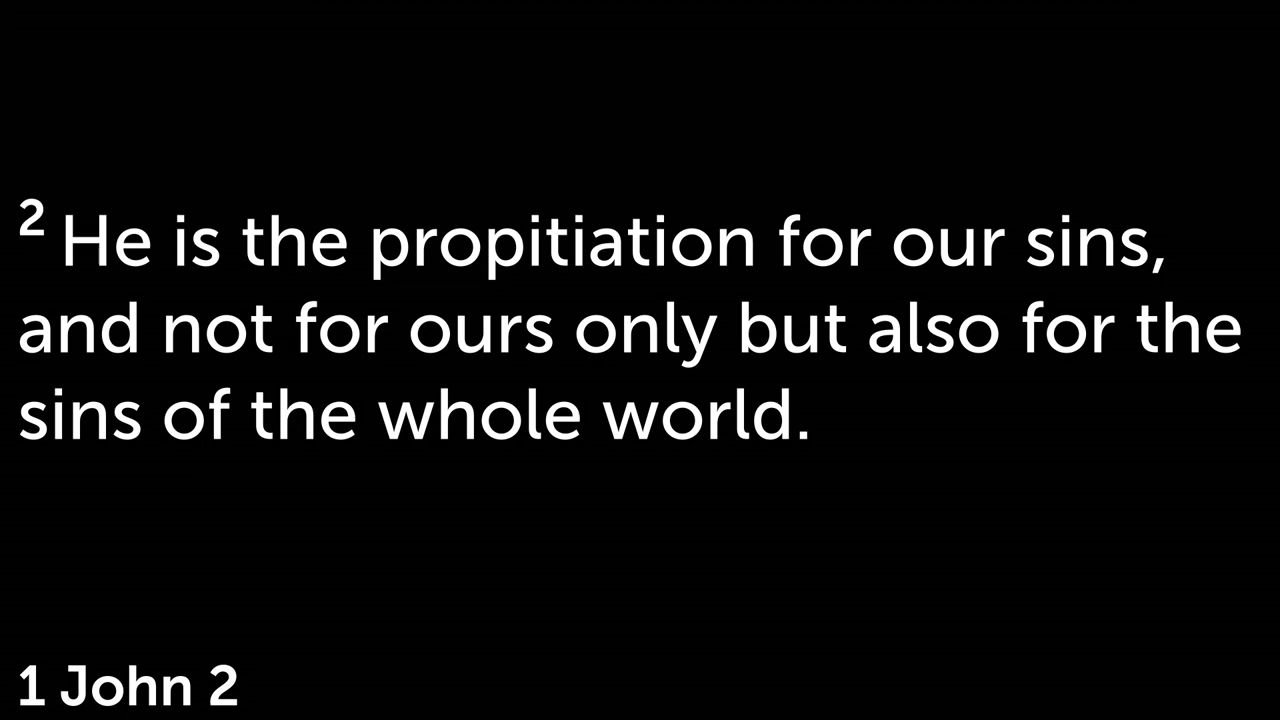 ² He is the propitiation for our sins,
and not for ours only but also for the
sins of the whole world.
1 John 2